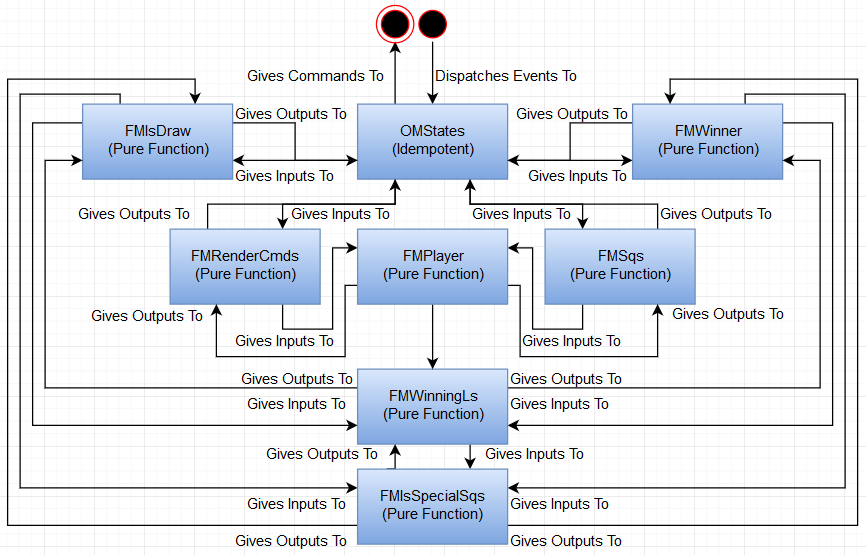 Gives Commands To
Dispatches Events To
FMIsDraw
(Pure Function)
Gives Outputs To
OMStates
(Idempotent)
Gives Outputs To
FMWinner
(Pure Function)
Gives Inputs To
Gives Inputs To
Gives Outputs To
Gives Inputs To
Gives Inputs To
Gives Outputs To
FMRenderCmds
(Pure Function)
FMPlayer
(Pure Function)
FMSqs
(Pure Function)
Gives Outputs To
Gives Inputs To
Gives Inputs To
Gives Outputs To
Gives Outputs To
Gives Outputs To
FMWinningLs
(Pure Function)
Gives Inputs To
Gives Inputs To
Gives Outputs To
Gives Inputs To
FMIsSpecialSqs
(Pure Function)
Gives Inputs To
Gives Inputs To
Gives Outputs To
Gives Outputs To